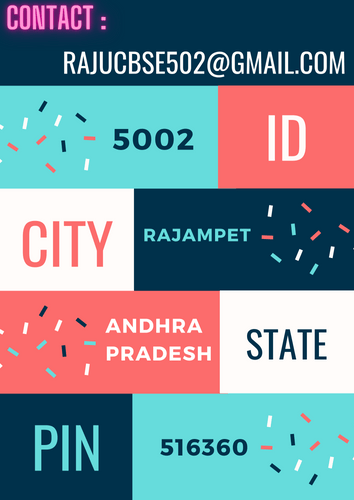 CONTACT :
RAJUCBSE502@GMAIL.COM
5002 ID
CITY RAJAMPET
ANDHRA
PRADESH STATE
PIN 516360